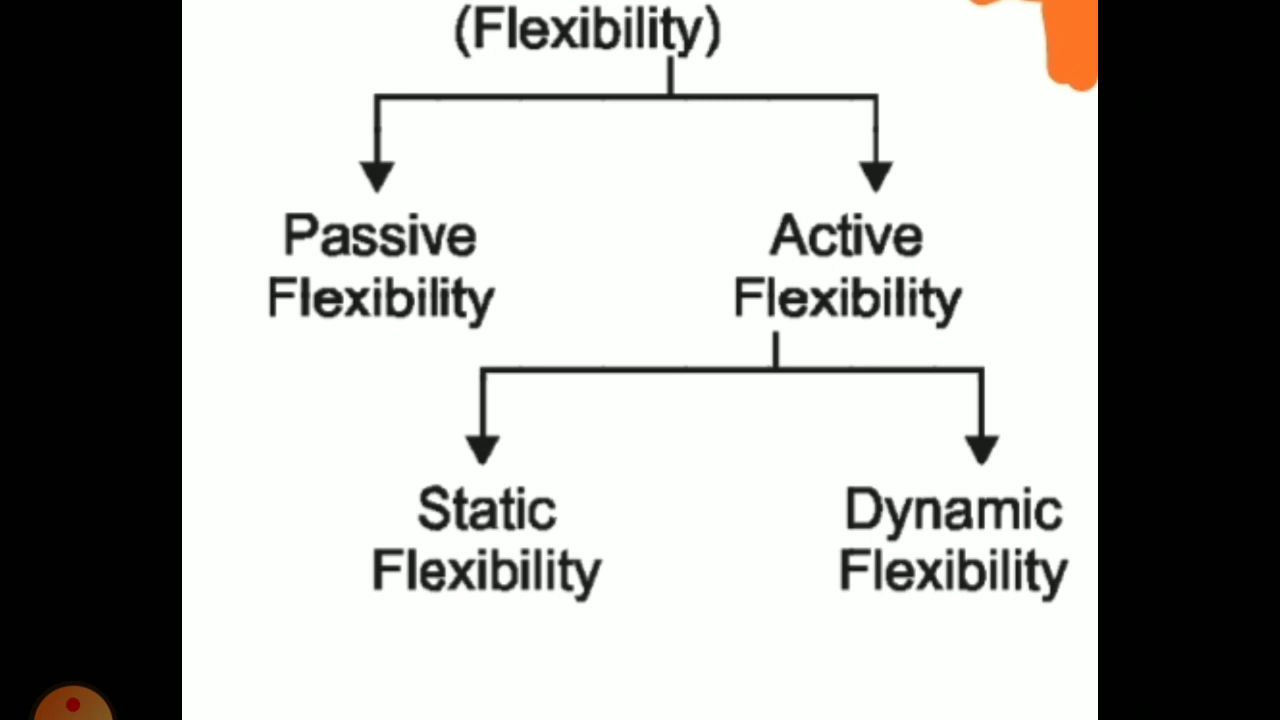 (Flexibility)
Passive
Flexibility
Active
Flexibility
Static
Flexibility
Dynamic
Flexibility